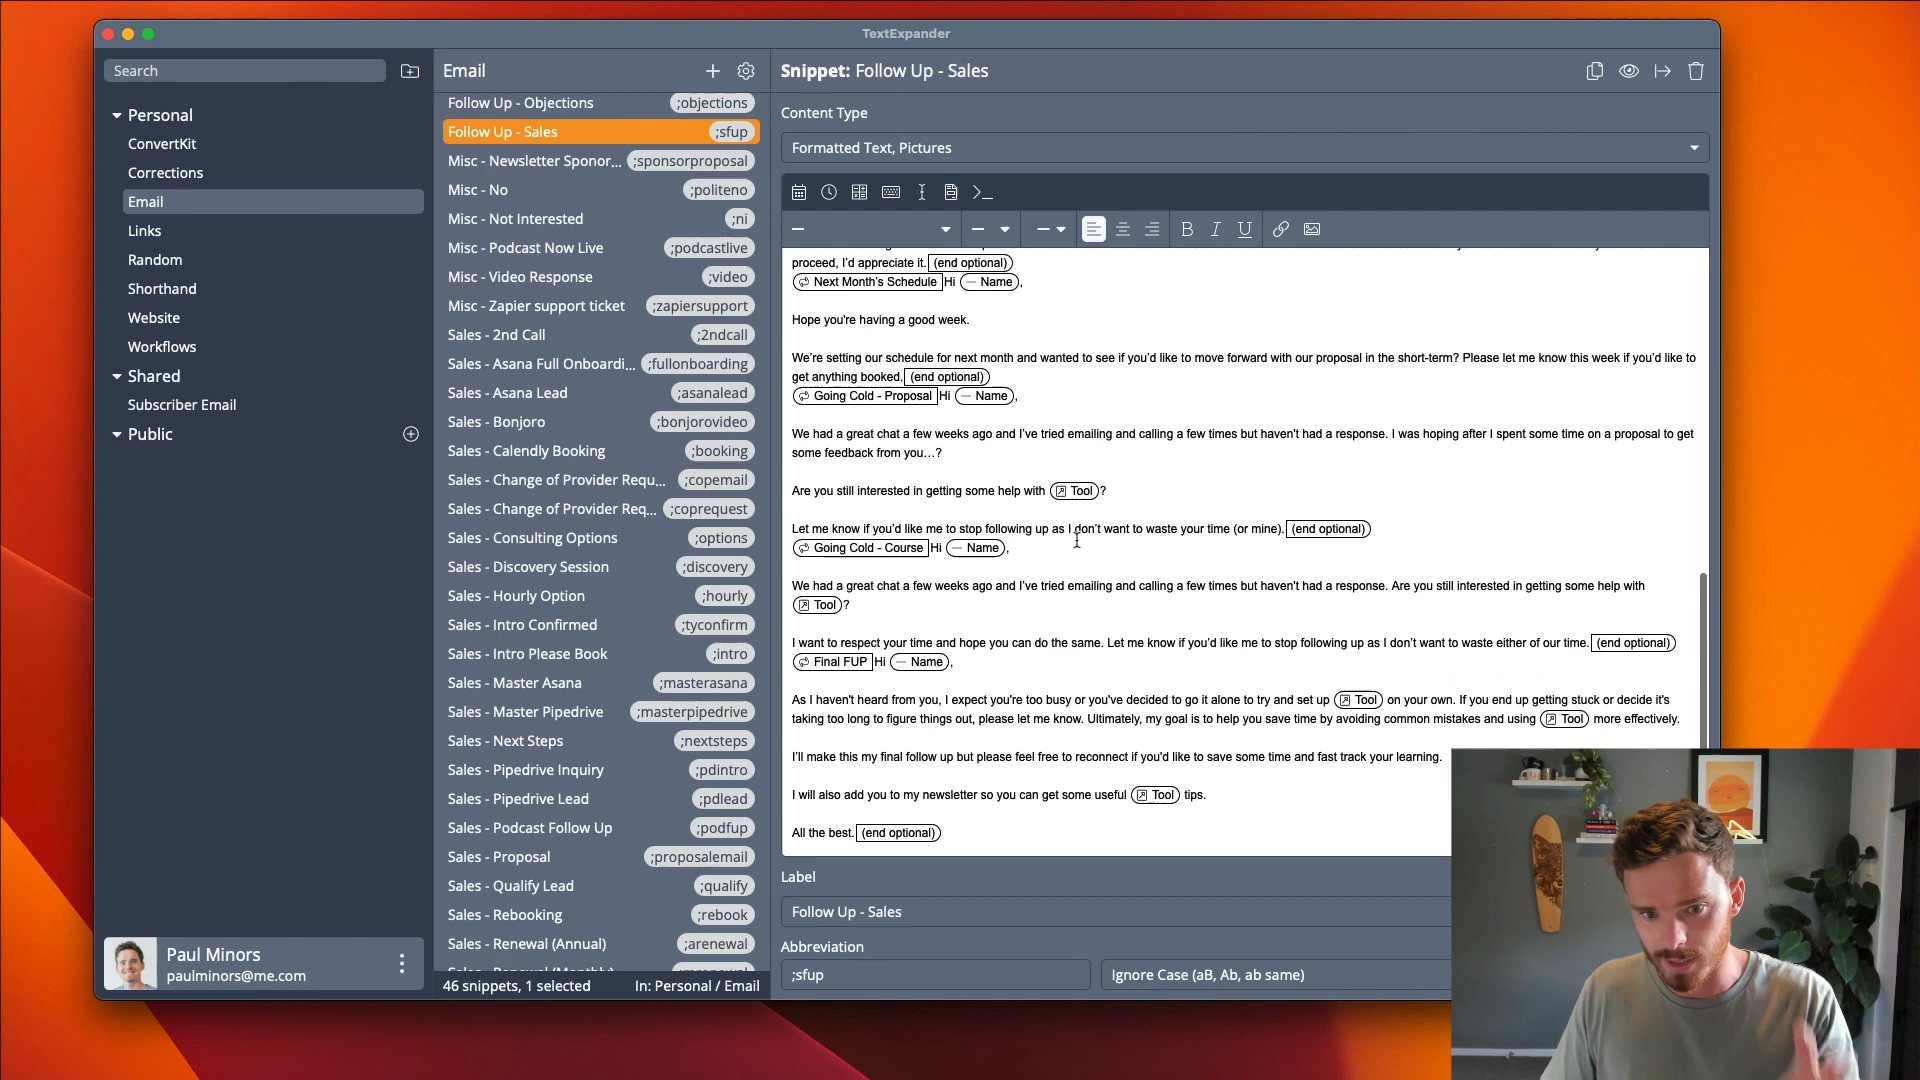 TextExpander
Search
Personal
ConvertKit
Corrections
Email
Links
Random
Shorthand
Website
Workflows
Shared
Subscriber Email
Public
Paul Minors
paulminors@me.com
Email
Follow Up - Objections ;objections
Follow Up - Sales ;sfup
Misc - Newsletter Sponsor... ;sponsorproposal
Misc - No ;politeno
Misc - Not Interested ;ni
Misc - Podcast Now Live ;podcastlive
Misc - Video Response ;video
Misc - Zapier support ticket ;zapiersupport
Sales - 2nd Call ;2ndcall
Sales - Asana Full Onboardi... ;fullonboarding
Sales - Asana Lead ;asanalead
Sales - Bonjoro ;bonjorovideo
Sales - Calendly Booking ;booking
Sales - Change of Provider Requ... ;copemail
Sales - Change of Provider Req... ;coprequest
Sales - Consulting Options ;options
Sales - Discovery Session ;discovery
Sales - Hourly Option ;hourly
Sales - Intro Confirmed ;tyconfirm
Sales - Intro Please Book ;intro
Sales - Master Asana ;masterasana
Sales - Master Pipedrive ;masterpipedrive
Sales - Next Steps ;nextsteps
Sales - Pipedrive Inquiry ;pdintro
Sales - Pipedrive Lead ;pdlead
Sales - Podcast Follow Up ;podfup
Sales - Proposal ;proposalemail
Sales - Qualify Lead ;qualify
Sales - Rebooking ;rebook
Sales - Renewal (Annual) ;arenewal
46 snippets, 1 selected In: Personal / Email
Snippet: Follow Up - Sales
Content Type
Formatted Text, Pictures
B I U
proceed, I'd appreciate it. (end optional)
Next Month's Schedule Hi Name,
Hope you're having a good week.
We're setting our schedule for next month and wanted to see if you'd like to move forward with our proposal in the short-term? Please let me know this week if you'd like to
get anything booked. (end optional)
Going Cold - Proposal Hi Name,
We had a great chat a few weeks ago and I've tried emailing and calling a few times but haven't had a response. I was hoping after I spent some time on a proposal to get
some feedback from you…?
Are you still interested in getting some help with Tool?
Let me know if you'd like me to stop following up as I don't want to waste your time (or mine). (end optional)
Going Cold - Course Hi Name,
We had a great chat a few weeks ago and I've tried emailing and calling a few times but haven't had a response. Are you still interested in getting some help with
Tool?
I want to respect your time and hope you can do the same. Let me know if you'd like me to stop following up as I don't want to waste either of our time. (end optional)
Final FUP Hi Name,
As I haven't heard from you, I expect you're too busy or you've decided to go it alone to try and set up Tool on your own. If you end up getting stuck or decide it's
taking too long to figure things out, please let me know. Ultimately, my goal is to help you save time by avoiding common mistakes and using Tool more effectively.
I'll make this my final follow up but please feel free to reconnect if you'd like to save some time and fast track your learning.
I will also add you to my newsletter so you can get some useful Tool tips.
All the best. (end optional)
Label
Follow Up - Sales
Abbreviation
;sfup
Ignore Case (aB, Ab, ab same)